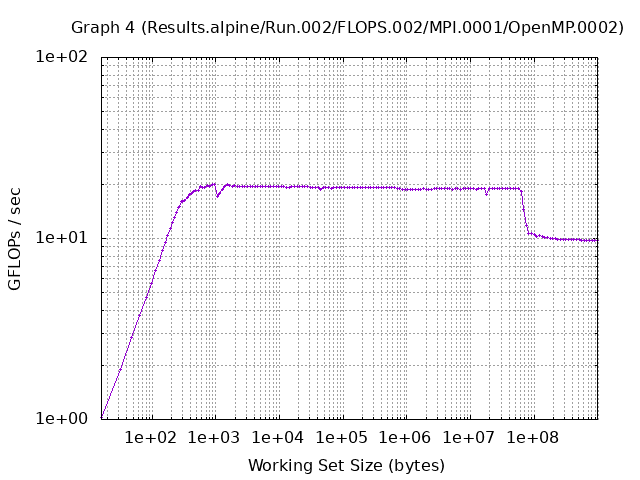 Graph 4 (Results.alpine/Run.002/FLOPS.002/MPI.0001/OpenMP.0002)
1e+02
1e+01
1e+00
GFLOPs / sec
1e+02 1e+03 1e+04 1e+05 1e+06 1e+07 1e+08
Working Set Size (bytes)